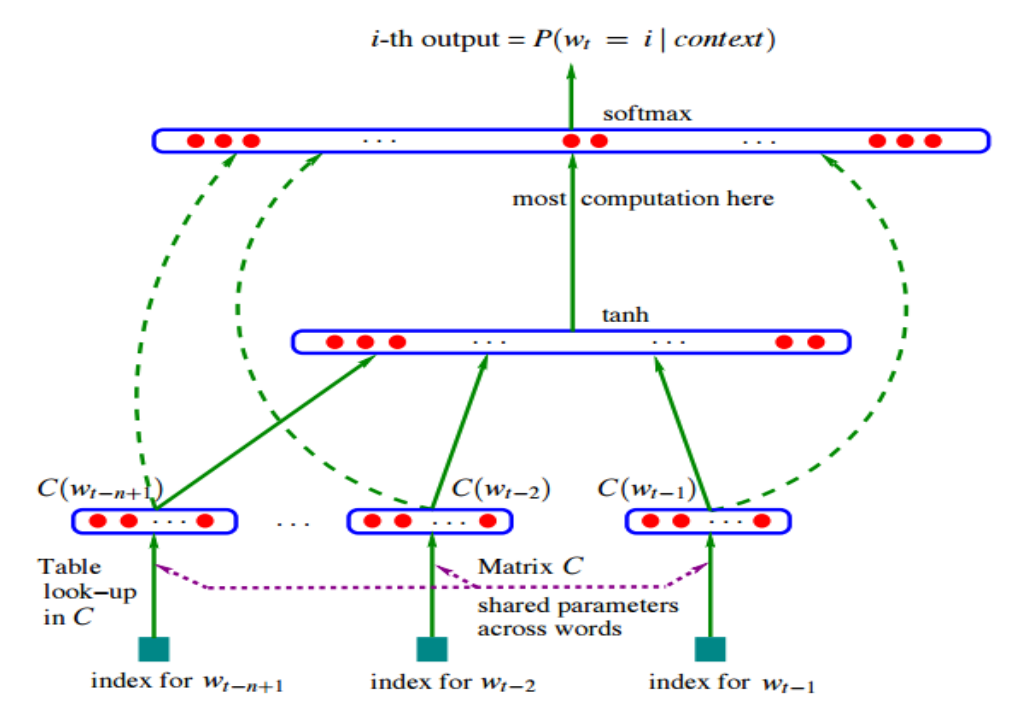 i-th output = P(w_t = i | context)
softmax
. . .
. . .
most computation here
tanh
. . .
. . .
C(w_{t−n+1})
C(w_{t−2})
C(w_{t−1})
. . .
. . .
. . .
. . .
Table
look−up
in C
Matrix C
shared parameters
across words
index for w_{t−n+1}
index for w_{t−2}
index for w_{t−1}